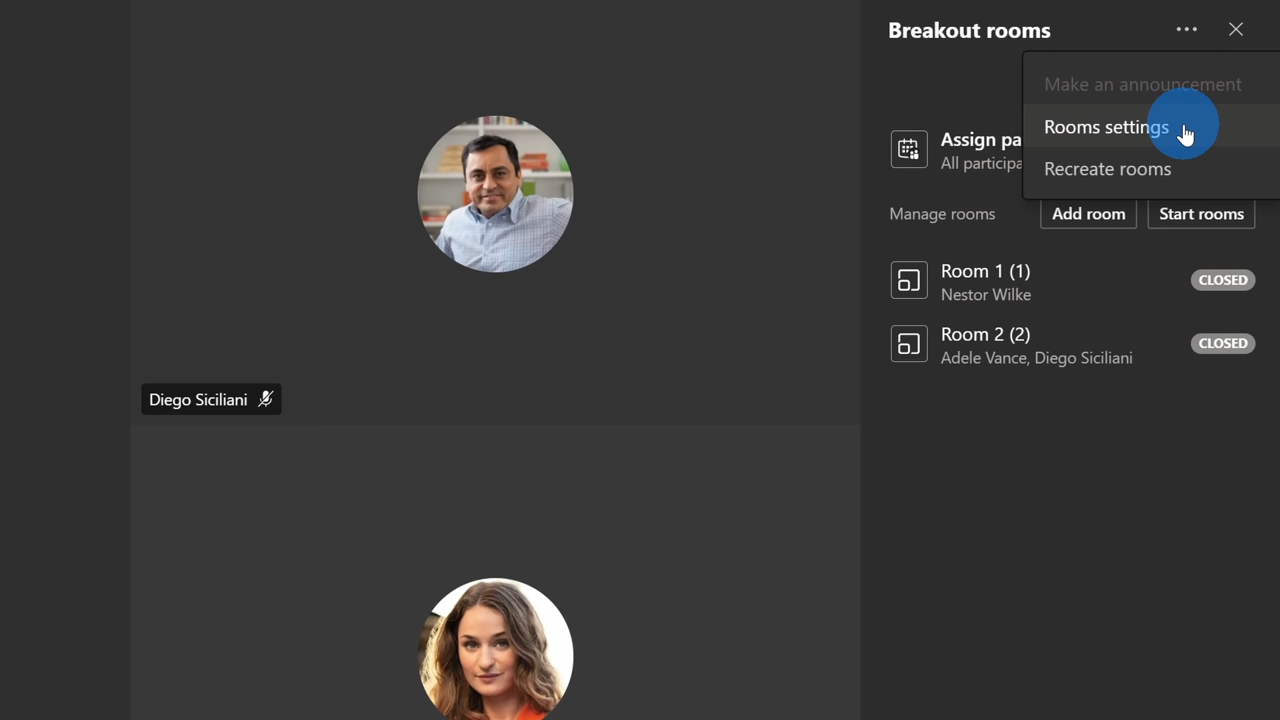 Breakout rooms
Make an announcement
Rooms settings
Assign pa
All participa
Recreate rooms
Manage rooms
Add room
Start rooms
Room 1 (1)
CLOSED
Nestor Wilke
Room 2 (2)
CLOSED
Adele Vance, Diego Siciliani
Diego Siciliani